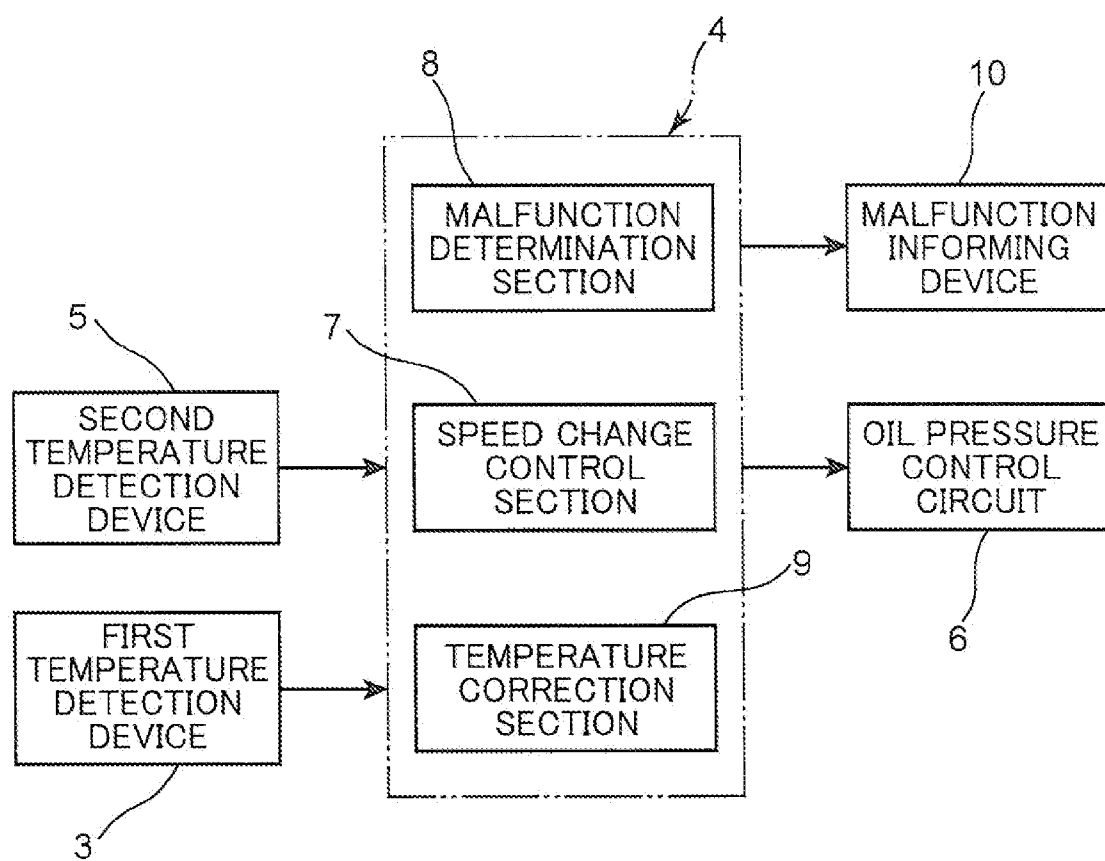 4
8
10
MALFUNCTION
DETERMINATION
SECTION
MALFUNCTION
INFORMING
DEVICE
5
7
SECOND
TEMPERATURE
DETECTION
DEVICE
SPEED CHANGE
CONTROL
SECTION
OIL PRESSURE
CONTROL
CIRCUIT
9
6
FIRST
TEMPERATURE
DETECTION
DEVICE
TEMPERATURE
CORRECTION
SECTION
3